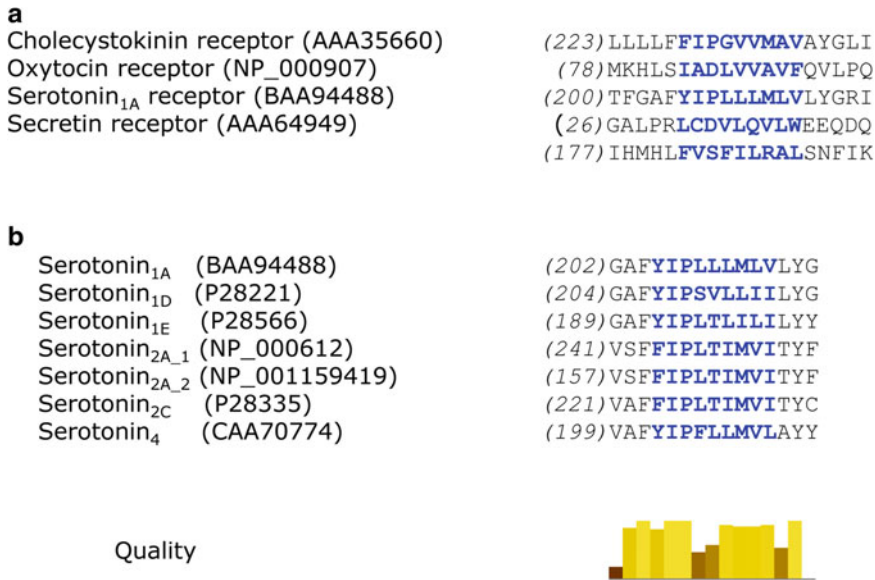 a
Cholecystokinin receptor (AAA35660) (223)LLLLFFIPGVVMAVAYGLI
Oxytocin receptor (NP_000907) (78)MKHLSIADLVVAVFQVLPQ
Serotonin1A receptor (BAA94488) (200)TFGAFYIPLLLMLVLYGRI
Secretin receptor (AAA64949) (26)GALPRLCDVLQVLWEEQDQ
(177)IHMHLFVSFILRALSNFIK
b
Serotonin1A (BAA94488) (202)GAFYIPLLLMLVLYG
Serotonin1D (P28221) (204)GAFYIPSVLLIILYG
Serotonin1E (P28566) (189)GAFYIPLTLILILYY
Serotonin2A_1 (NP_000612) (241)VSFFIPLTIMVITYF
Serotonin2A_2 (NP_001159419) (157)VSFFIPLTIMVITYF
Serotonin2C (P28335) (221)VAFFIPLTIMVITYC
Serotonin4 (CAA70774) (199)VAFYIPFLLMVLAYY
Quality